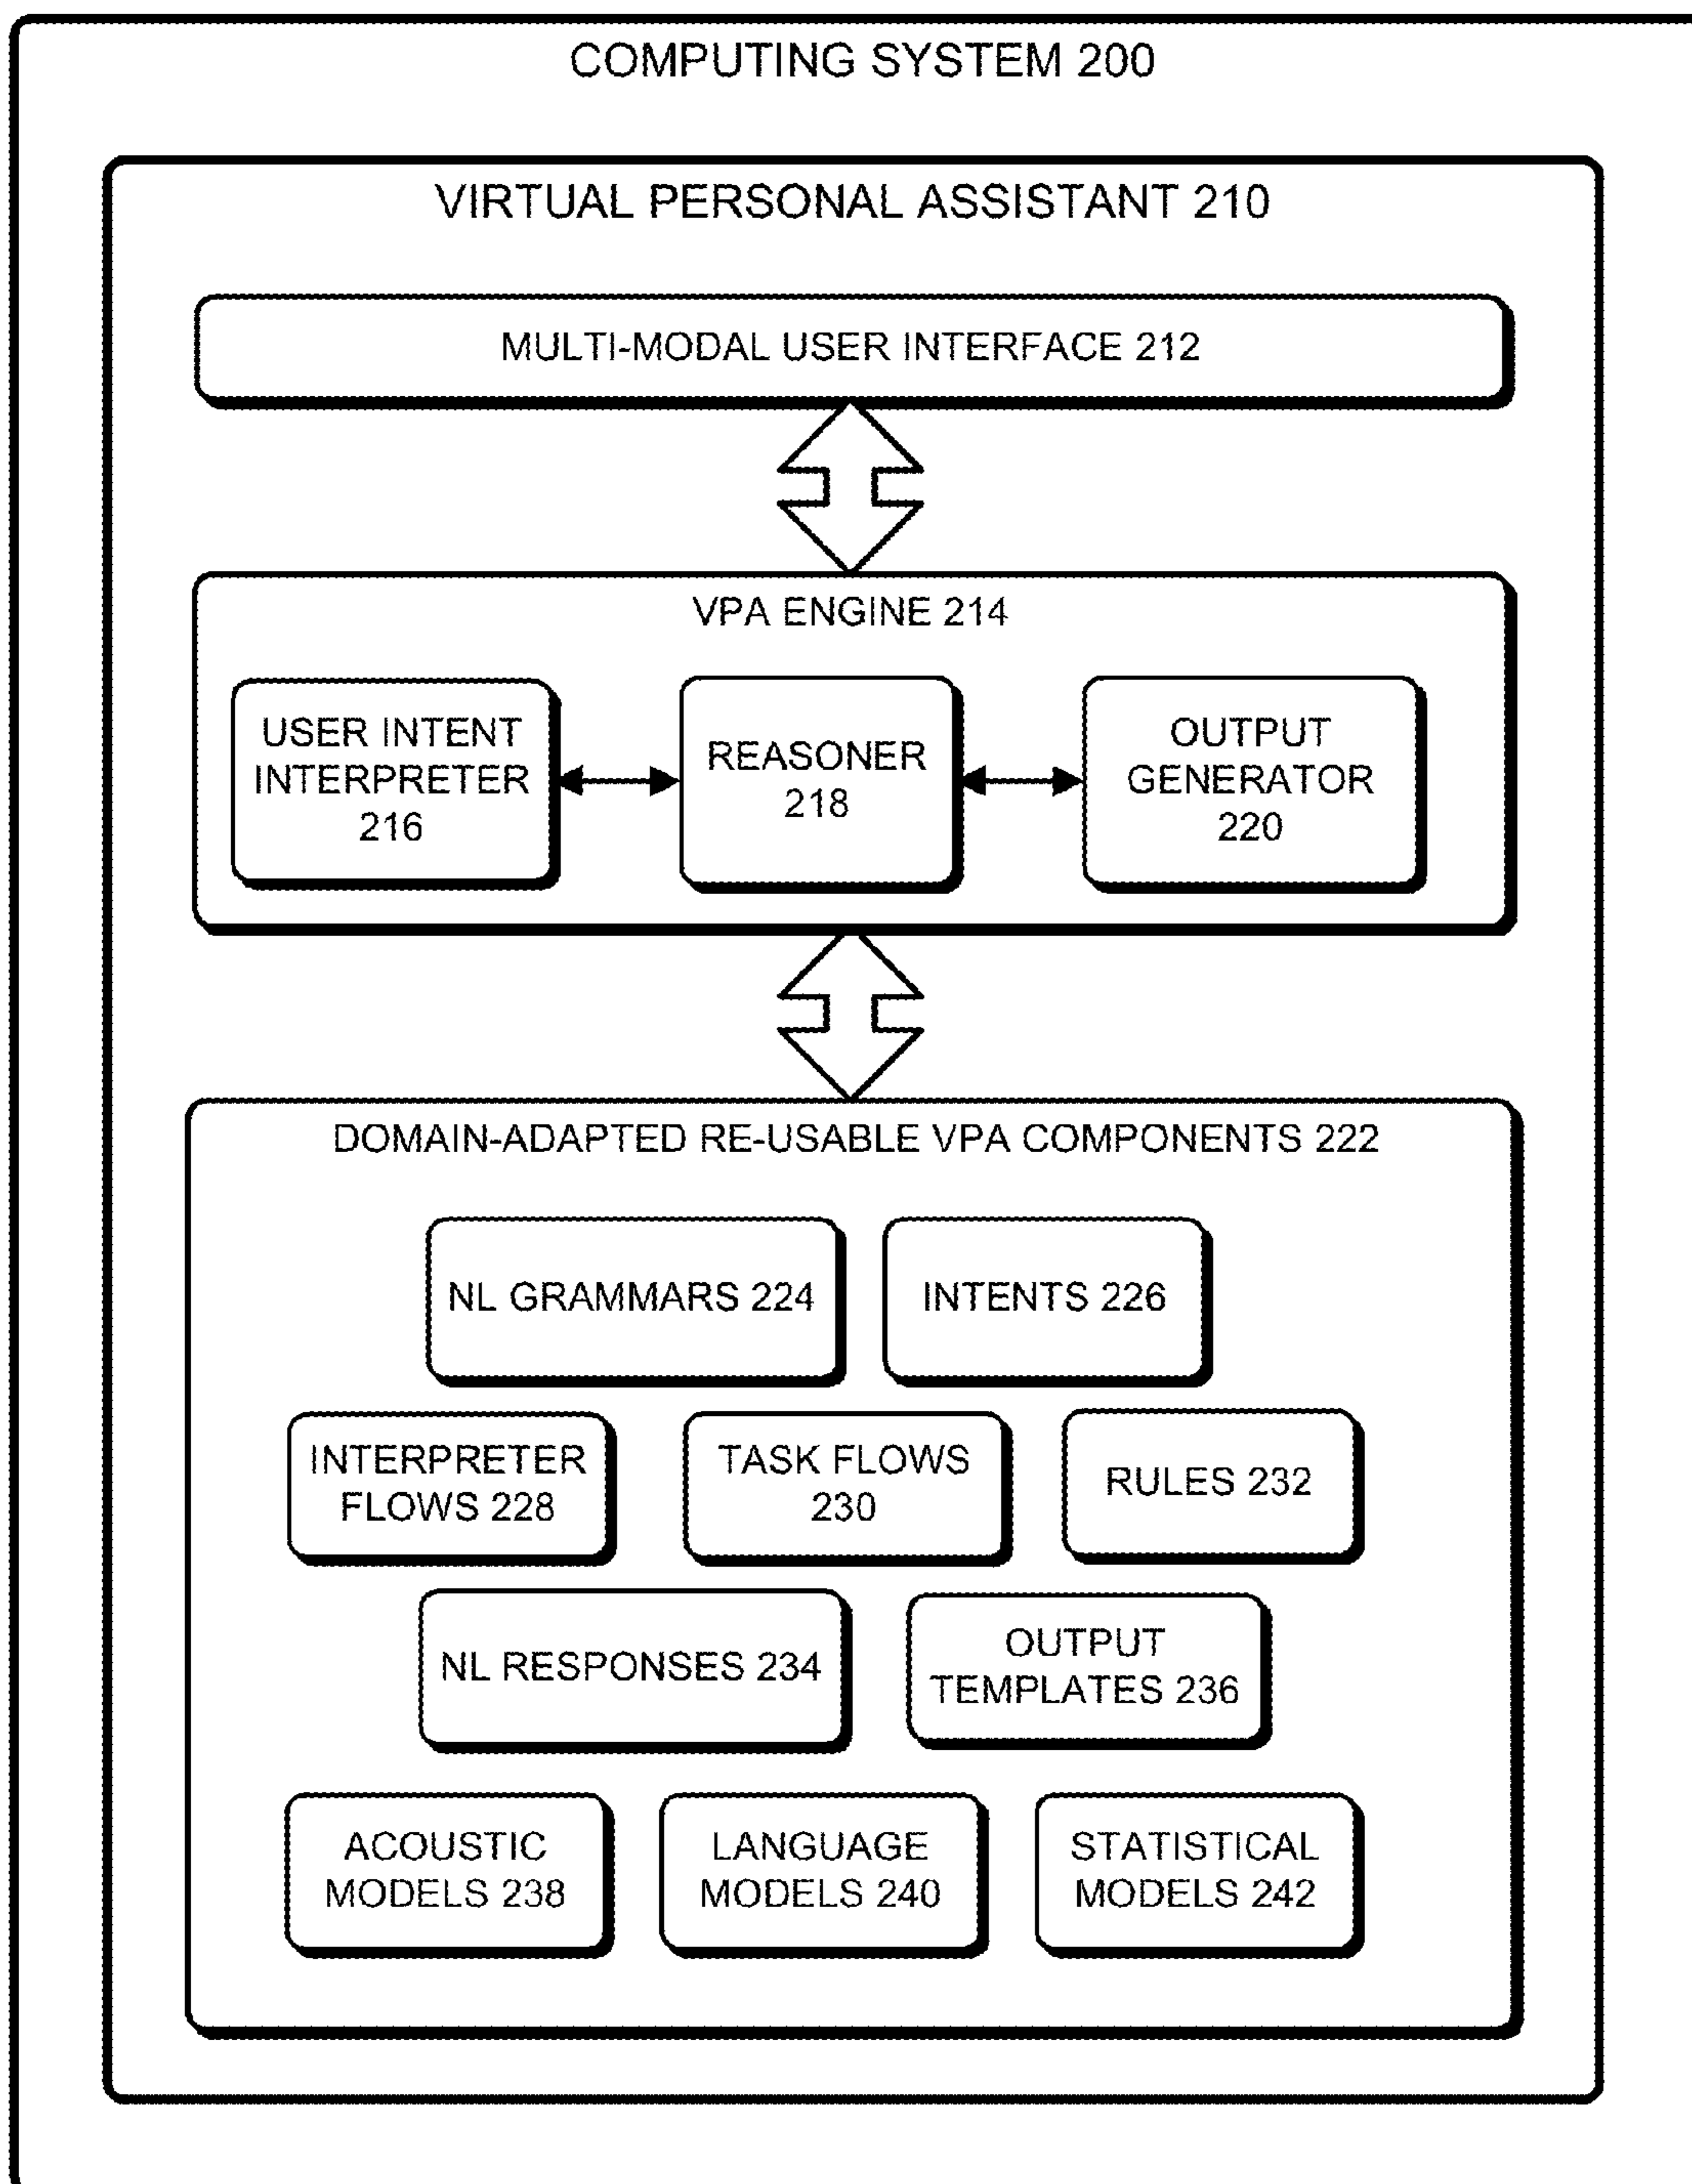 COMPUTING SYSTEM 200
VIRTUAL PERSONAL ASSISTANT 210
MULTI-MODAL USER INTERFACE 212
VPA ENGINE 214
USER INTENT
INTERPRETER
216
REASONER
218
OUTPUT
GENERATOR
220
DOMAIN-ADAPTED RE-USABLE VPA COMPONENTS 222
NL GRAMMARS 224
INTENTS 226
INTERPRETER
FLOWS 228
TASK FLOWS
230
RULES 232
NL RESPONSES 234
OUTPUT
TEMPLATES 236
ACOUSTIC
MODELS 238
LANGUAGE
MODELS 240
STATISTICAL
MODELS 242